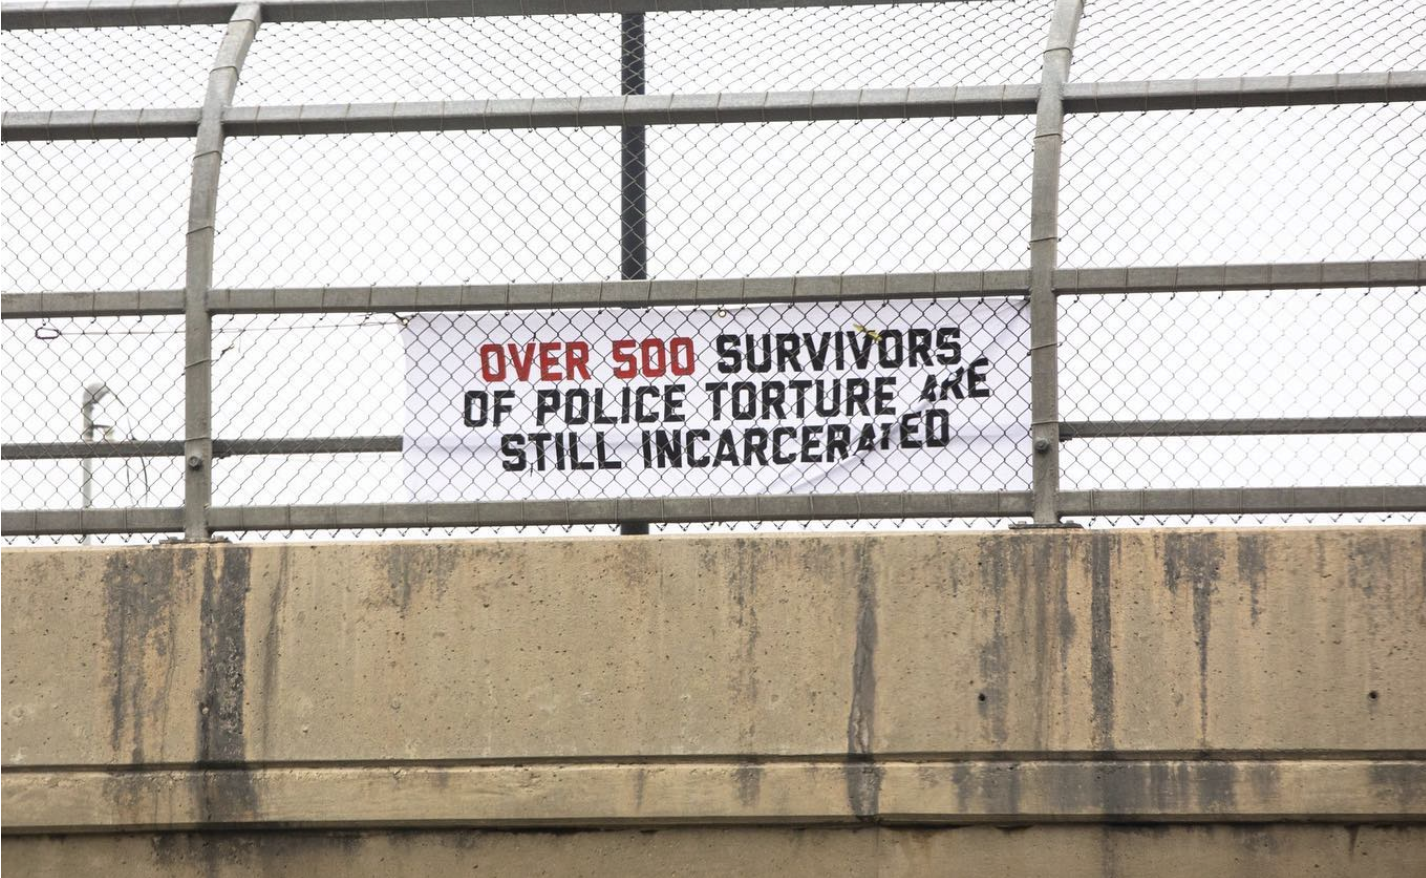 OVER 500 SURVIVORS
OF POLICE TORTURE ARE
STILL INCARCERATED